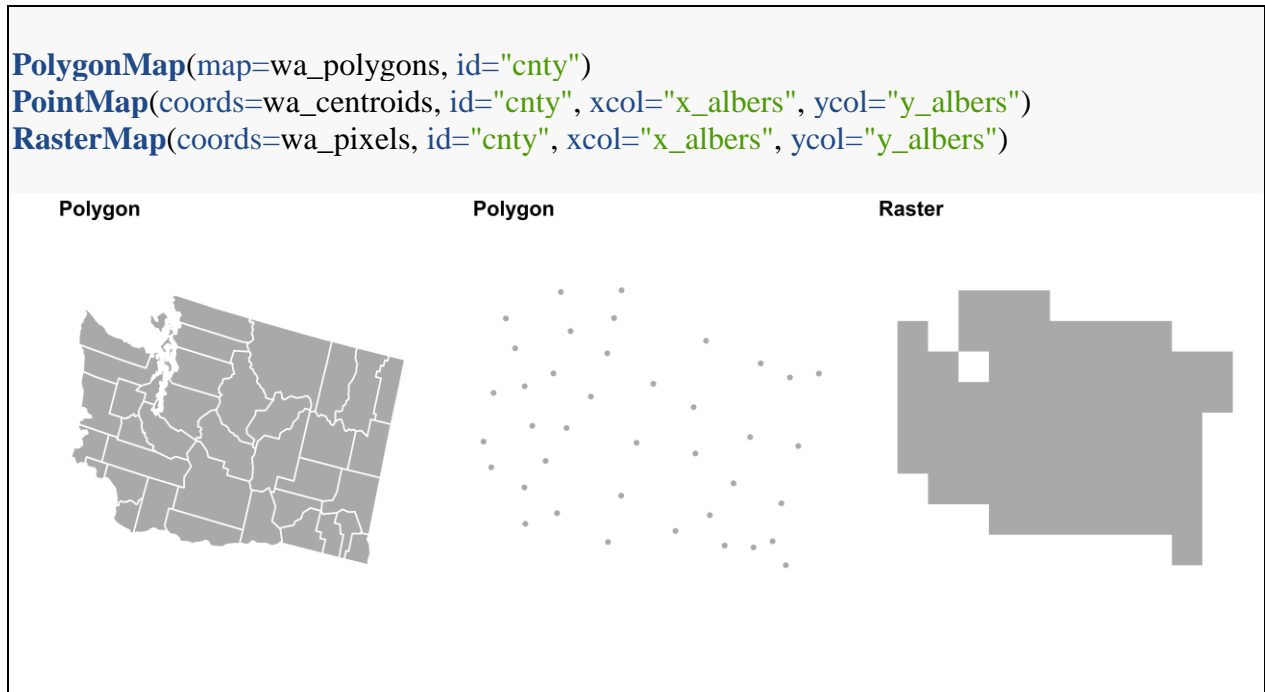 PolygonMap(map=wa_polygons, id="cnty")
PointMap(coords=wa_centroids, id="cnty", xcol="x_albers", ycol="y_albers")
RasterMap(coords=wa_pixels, id="cnty", xcol="x_albers", ycol="y_albers")
Polygon Polygon Raster